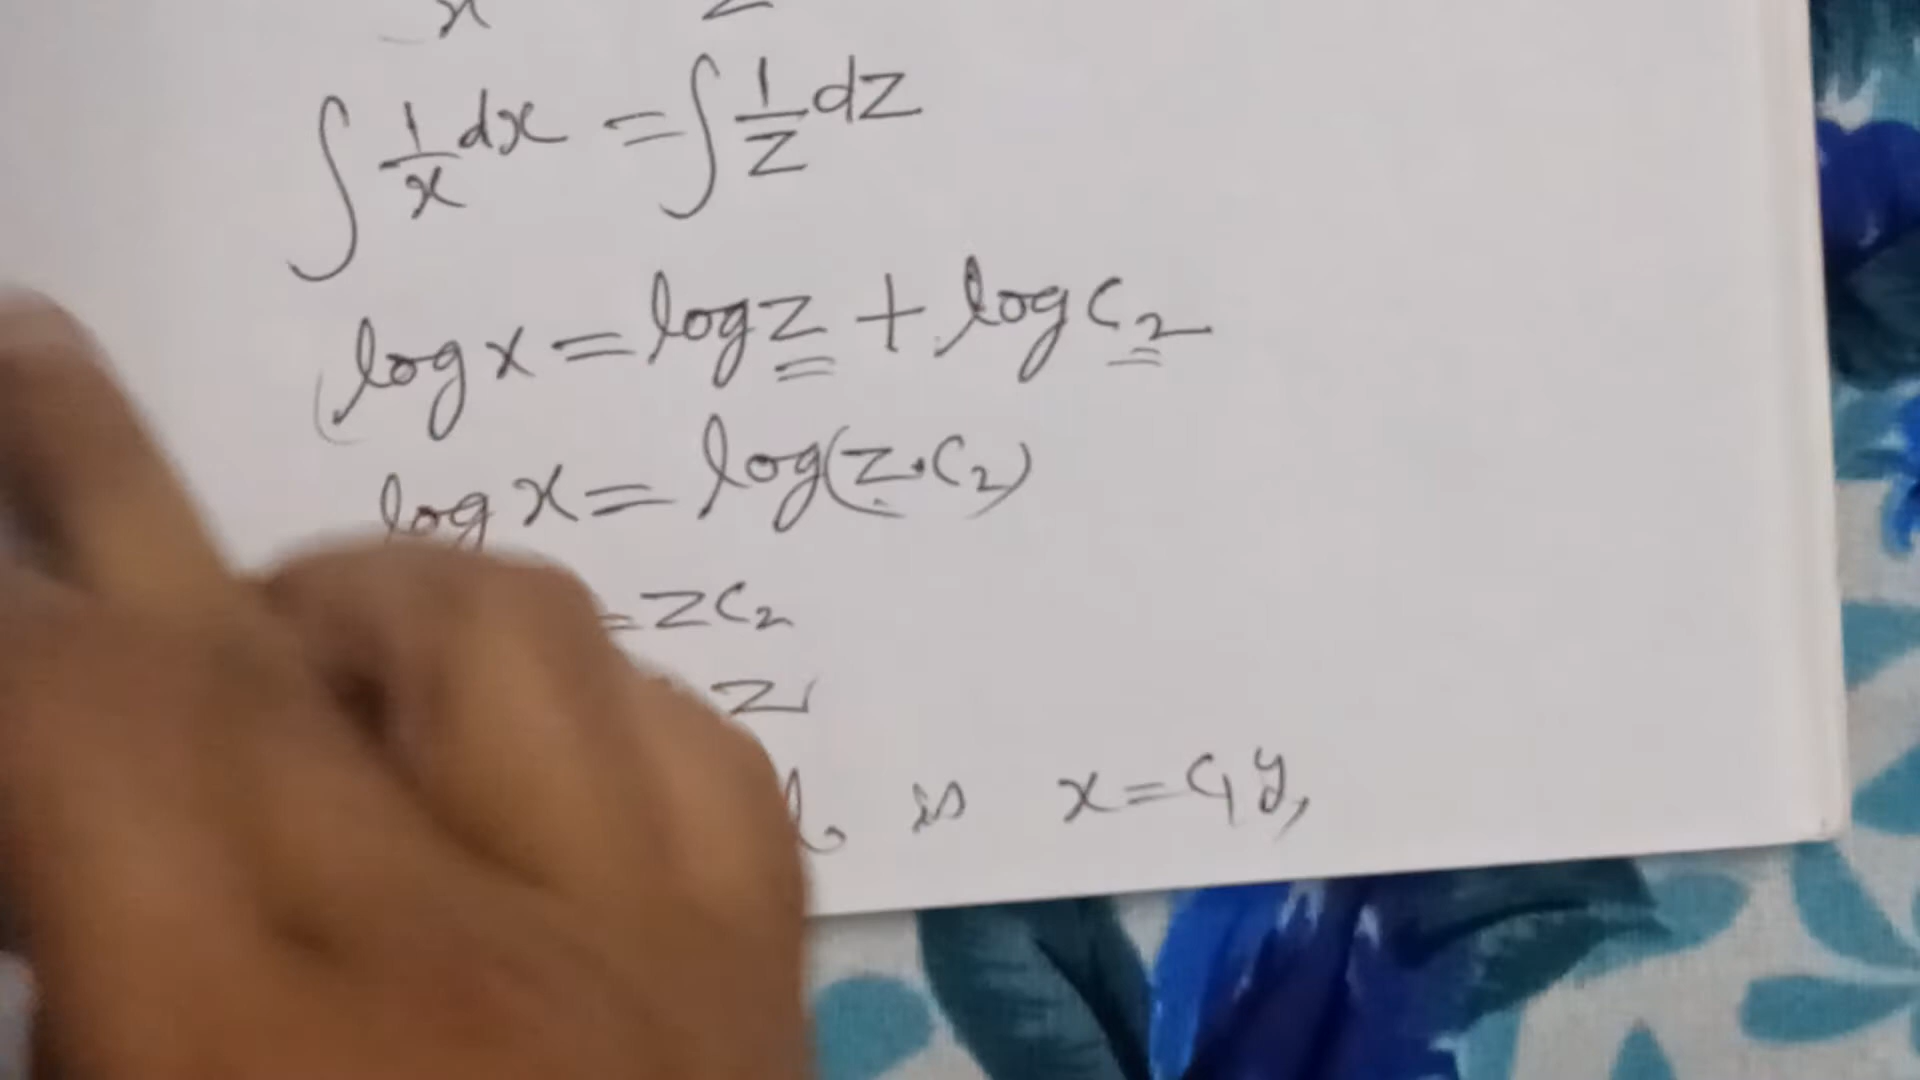 x z
∫ 1/x dx = ∫ 1/z dz
log x = log z + log c₂
log x = log(z·c₂)
= zc₂
z
is x = c₁y,